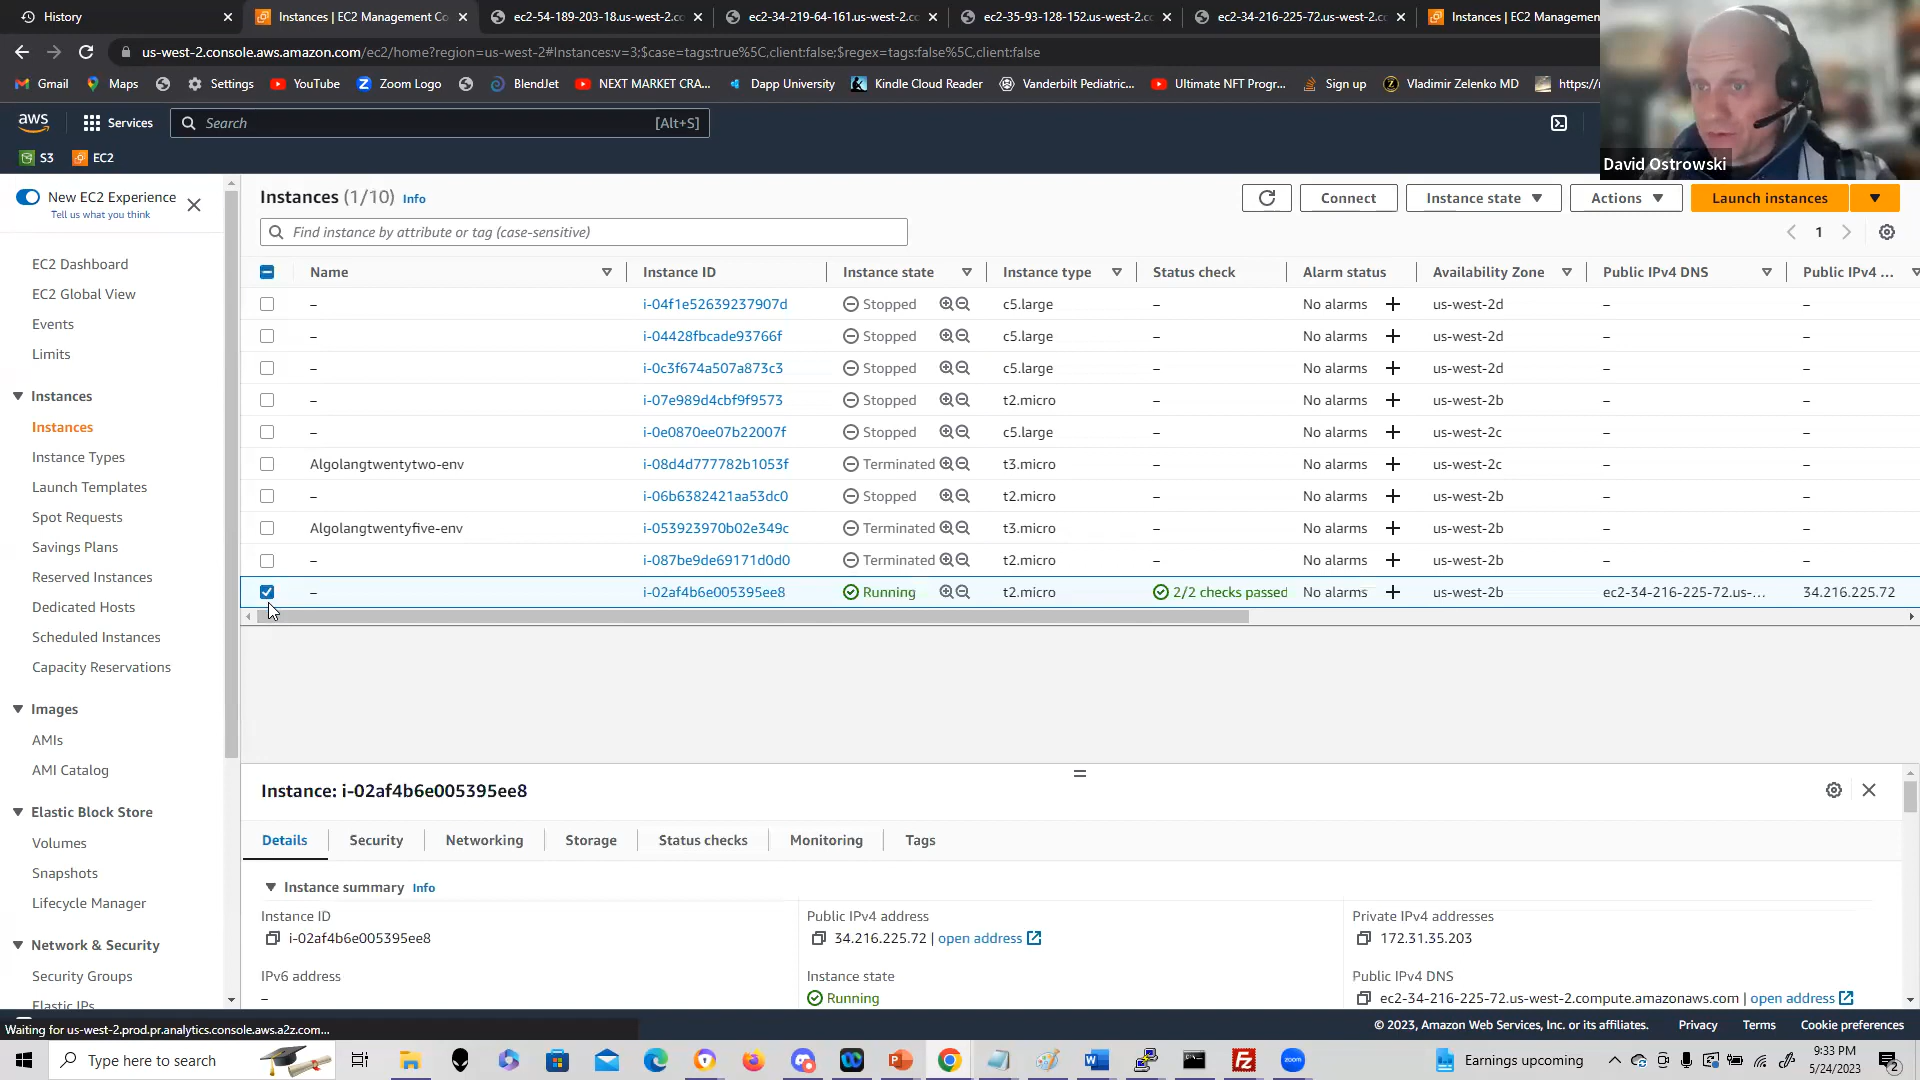 History
Instances | EC2 Management Co
ec2-54-189-203-18.us-west-2.co
ec2-34-219-64-161.us-west-2.co
ec2-35-93-128-152.us-west-2.c
ec2-34-216-225-72.us-west-2.c
Instances | EC2 Management
us-west-2.console.aws.amazon.com/ec2/home?region=us-west-2#Instances:v=3;$case=tags:true%5C,client:false;$regex=tags:false%5C,client:false
Gmail
Maps
Settings
YouTube
Zoom Logo
BlendJet
NEXT MARKET CRA...
Dapp University
Kindle Cloud Reader
Vanderbilt Pediatric...
Ultimate NFT Progr...
Sign up
Vladimir Zelenko MD
https://
aws
Services
Search
[Alt+S]
David Ostrowski
S3
EC2
New EC2 Experience
Tell us what you think
EC2 Dashboard
EC2 Global View
Events
Limits
Instances
Instances
Instance Types
Launch Templates
Spot Requests
Savings Plans
Reserved Instances
Dedicated Hosts
Scheduled Instances
Capacity Reservations
Images
AMIs
AMI Catalog
Elastic Block Store
Volumes
Snapshots
Lifecycle Manager
Network & Security
Security Groups
Elastic IPs
Instances (1/10) Info
Connect
Instance state
Actions
Launch instances
Find instance by attribute or tag (case-sensitive)
1
Name Instance ID Instance state Instance type Status check Alarm status Availability Zone Public IPv4 DNS Public IPv4 ...
– i-04f1e52639237907d Stopped c5.large – No alarms + us-west-2d – –
– i-04428fbcade93766f Stopped c5.large – No alarms + us-west-2d – –
– i-0c3f674a507a873c3 Stopped c5.large – No alarms + us-west-2d – –
– i-07e989d4cbf9f9573 Stopped t2.micro – No alarms + us-west-2b – –
– i-0e0870ee07b22007f Stopped c5.large – No alarms + us-west-2c – –
Algolangtwentytwo-env i-08d4d777782b1053f Terminated t3.micro – No alarms + us-west-2c – –
– i-06b6382421aa53dc0 Stopped t2.micro – No alarms + us-west-2b – –
Algolangtwentyfive-env i-053923970b02e349c Terminated t3.micro – No alarms + us-west-2b – –
– i-087be9de69171d0d0 Terminated t2.micro – No alarms + us-west-2b – –
– i-02af4b6e005395ee8 Running t2.micro 2/2 checks passed No alarms + us-west-2b ec2-34-216-225-72.us-... 34.216.225.72
Instance: i-02af4b6e005395ee8
Details Security Networking Storage Status checks Monitoring Tags
Instance summary Info
Instance ID
i-02af4b6e005395ee8
Public IPv4 address
34.216.225.72 | open address
Private IPv4 addresses
172.31.35.203
IPv6 address
–
Instance state
Running
Public IPv4 DNS
ec2-34-216-225-72.us-west-2.compute.amazonaws.com | open address
Waiting for us-west-2.prod.pr.analytics.console.aws.a2z.com...
© 2023, Amazon Web Services, Inc. or its affiliates. Privacy Terms Cookie preferences
Type here to search
zoom
Earnings upcoming
9:33 PM
5/24/2023
2